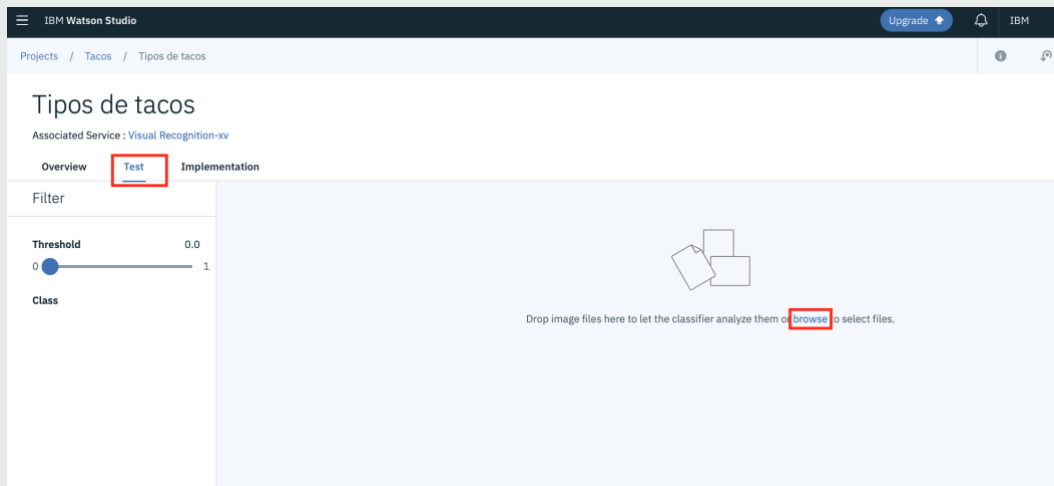 IBM Watson Studio Upgrade IBM
Projects / Tacos / Tipos de tacos
Tipos de tacos
Associated Service : Visual Recognition-xv
Overview Test Implementation
Filter
Threshold 0.0
0 1
Class
Drop image files here to let the classifier analyze them or browse to select files.